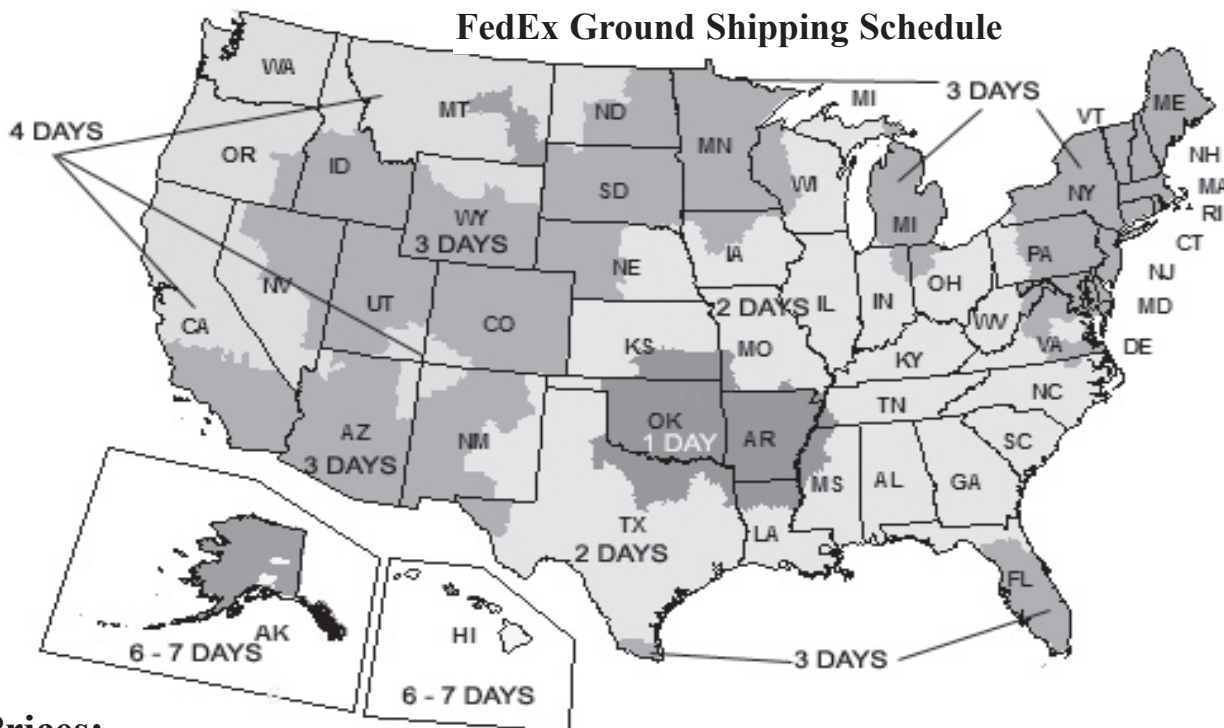 FedEx Ground Shipping Schedule
WA
MT
ND
MN
MI
3 DAYS
VT
ME
4 DAYS
OR
ID
SD
WI
NY
NH
MA
RI
WY
3 DAYS
MI
CT
NE
IA
PA
NJ
NV
UT
CO
2 DAYS
IL
IN
OH
MD
CA
KS
MO
WV
VA
DE
KY
AZ
3 DAYS
NM
OK
1 DAY
AR
TN
NC
SC
MS
AL
GA
TX
2 DAYS
LA
FL
AK
6 - 7 DAYS
HI
6 - 7 DAYS
3 DAYS
Prices: